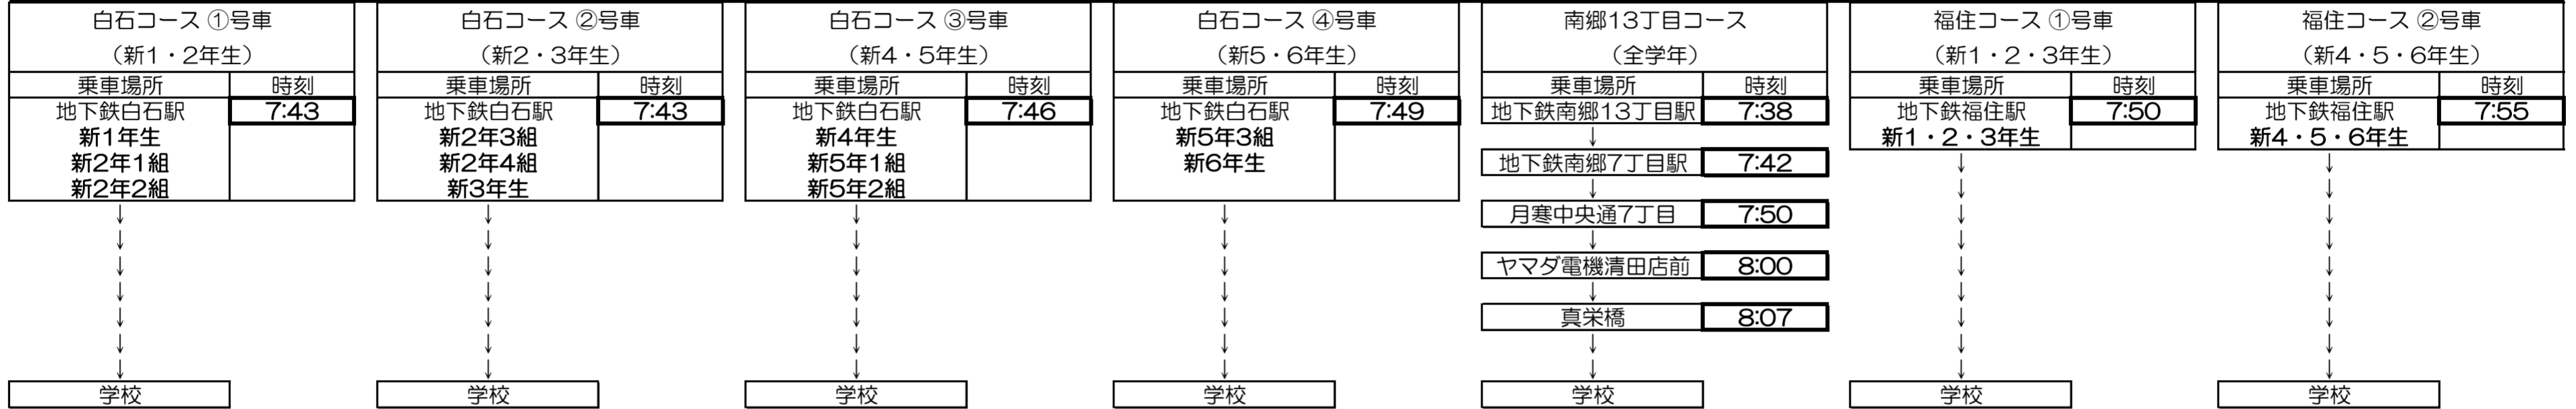 白石コース ①号車
（新1・2年生）
乗車場所 時刻
地下鉄白石駅 7:43
新1年生
新2年1組
新2年2組
↓
↓
↓
↓
↓
↓
↓
学校
白石コース ②号車
（新2・3年生）
乗車場所 時刻
地下鉄白石駅 7:43
新2年3組
新2年4組
新3年生
↓
↓
↓
↓
↓
↓
↓
学校
白石コース ③号車
（新4・5年生）
乗車場所 時刻
地下鉄白石駅 7:46
新4年生
新5年1組
新5年2組
↓
↓
↓
↓
↓
↓
↓
学校
白石コース ④号車
（新5・6年生）
乗車場所 時刻
地下鉄白石駅 7:49
新5年3組
新6年生
↓
↓
↓
↓
↓
↓
↓
学校
南郷13丁目コース
（全学年）
乗車場所 時刻
地下鉄南郷13丁目駅 7:38
↓
地下鉄南郷7丁目駅 7:42
↓
月寒中央通7丁目 7:50
↓
ヤマダ電機清田店前 8:00
↓
真栄橋 8:07
↓
↓
学校
福住コース ①号車
（新1・2・3年生）
乗車場所 時刻
地下鉄福住駅 7:50
新1・2・3年生
↓
↓
↓
↓
↓
↓
↓
↓
↓
学校
福住コース ②号車
（新4・5・6年生）
乗車場所 時刻
地下鉄福住駅 7:55
新4・5・6年生
↓
↓
↓
↓
↓
↓
↓
↓
↓
学校